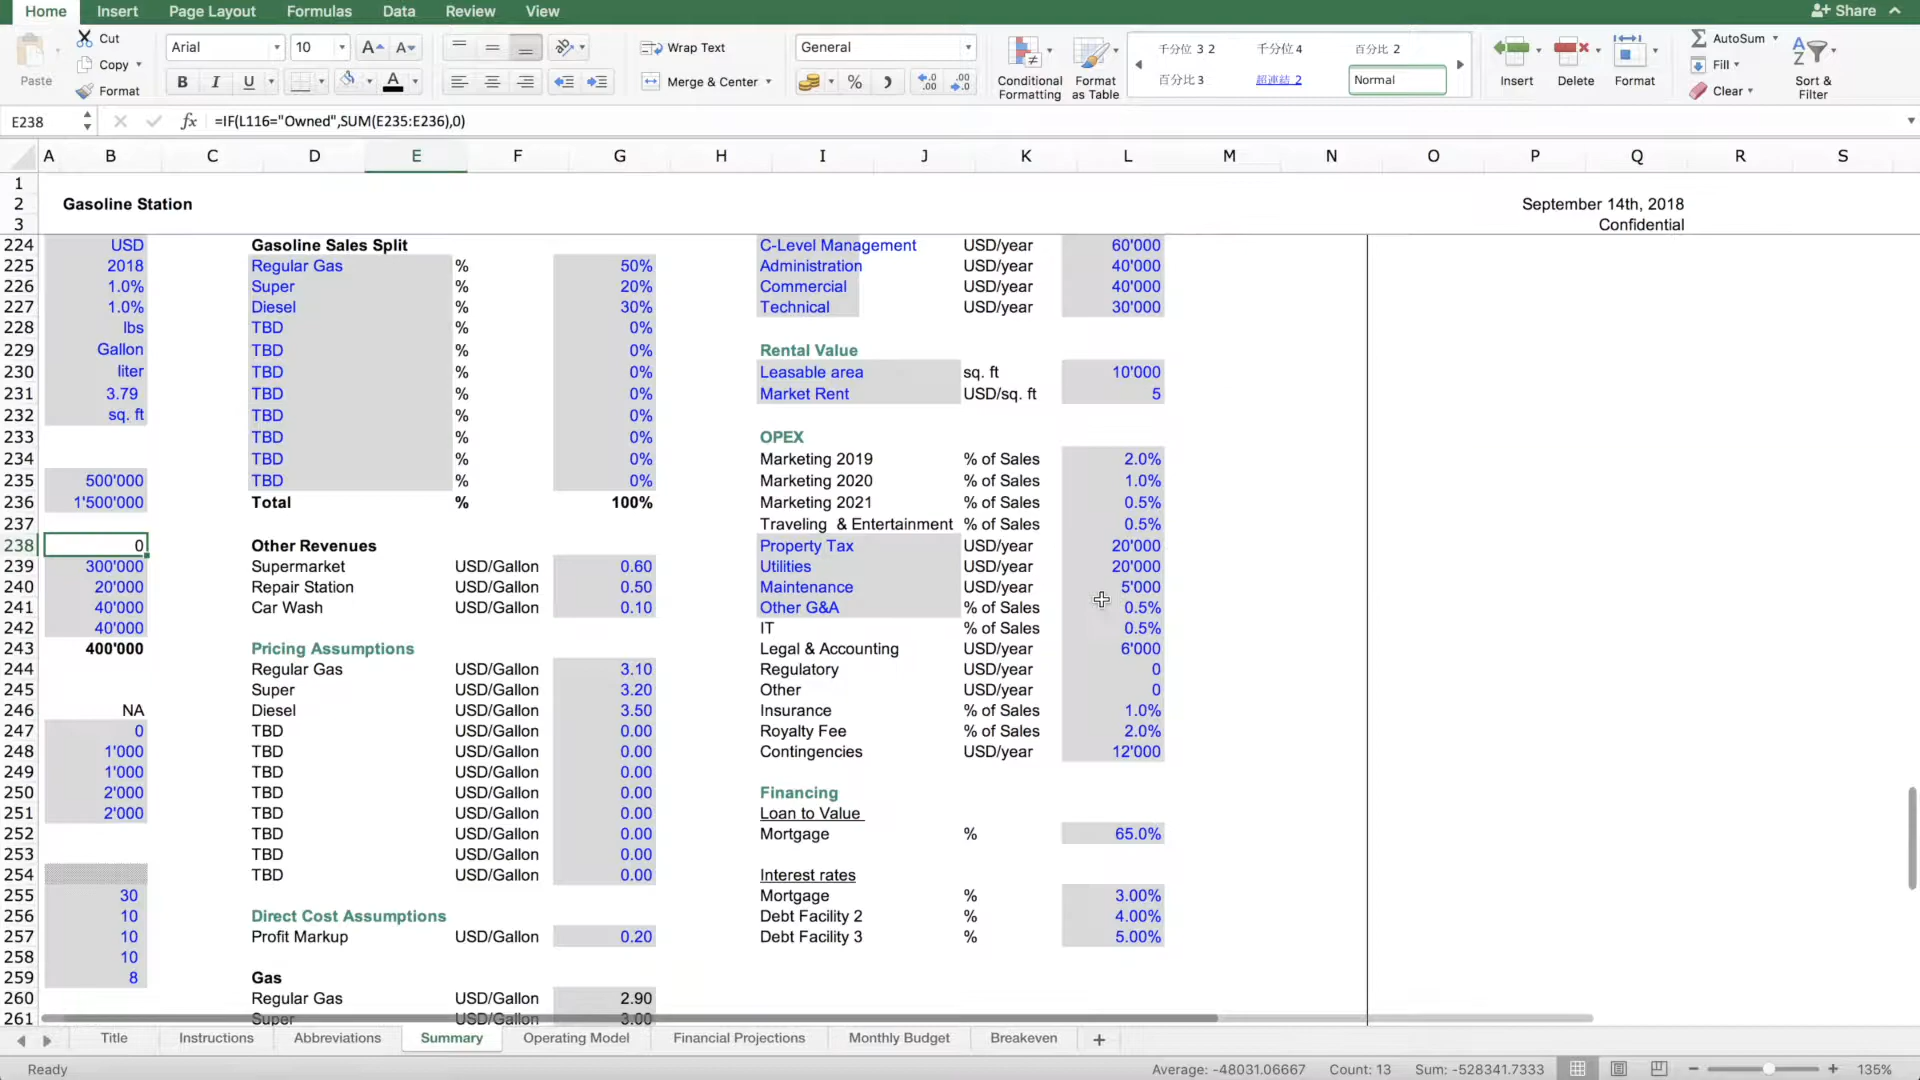 Home Insert Page Layout Formulas Data Review View Share
Cut
Copy
Format
Paste
Arial 10 A A
B I U A
Wrap Text
Merge & Center
General
% .00 .00
Conditional Formatting
Format as Table
千分位 3 2 千分位 4 百分比 2
百分比 3 超連結 2 Normal
Insert Delete Format
AutoSum
Fill
Clear
Sort & Filter
E238 fx =IF(L116="Owned",SUM(E235:E236),0)
A B C D E F G H I J K L M N O P Q R S
1
2 Gasoline Station September 14th, 2018
3 Confidential
224 USD Gasoline Sales Split C-Level Management USD/year 60'000
225 2018 Regular Gas % 50% Administration USD/year 40'000
226 1.0% Super % 20% Commercial USD/year 40'000
227 1.0% Diesel % 30% Technical USD/year 30'000
228 lbs TBD % 0%
229 Gallon TBD % 0% Rental Value
230 liter TBD % 0% Leasable area sq. ft 10'000
231 3.79 TBD % 0% Market Rent USD/sq. ft 5
232 sq. ft TBD % 0%
233 TBD % 0% OPEX
234 TBD % 0% Marketing 2019 % of Sales 2.0%
235 500'000 TBD % 0% Marketing 2020 % of Sales 1.0%
236 1'500'000 Total % 100% Marketing 2021 % of Sales 0.5%
237 Traveling & Entertainment % of Sales 0.5%
238 0 Other Revenues Property Tax USD/year 20'000
239 300'000 Supermarket USD/Gallon 0.60 Utilities USD/year 20'000
240 20'000 Repair Station USD/Gallon 0.50 Maintenance USD/year 5'000
241 40'000 Car Wash USD/Gallon 0.10 Other G&A % of Sales 0.5%
242 40'000 IT % of Sales 0.5%
243 400'000 Pricing Assumptions Legal & Accounting USD/year 6'000
244 Regular Gas USD/Gallon 3.10 Regulatory USD/year 0
245 Super USD/Gallon 3.20 Other USD/year 0
246 NA Diesel USD/Gallon 3.50 Insurance % of Sales 1.0%
247 0 TBD USD/Gallon 0.00 Royalty Fee % of Sales 2.0%
248 1'000 TBD USD/Gallon 0.00 Contingencies USD/year 12'000
249 1'000 TBD USD/Gallon 0.00
250 2'000 TBD USD/Gallon 0.00 Financing
251 2'000 TBD USD/Gallon 0.00 Loan to Value
252 TBD USD/Gallon 0.00 Mortgage % 65.0%
253 TBD USD/Gallon 0.00
254 TBD USD/Gallon 0.00 Interest rates
255 30 Mortgage % 3.00%
256 10 Direct Cost Assumptions Debt Facility 2 % 4.00%
257 10 Profit Markup USD/Gallon 0.20 Debt Facility 3 % 5.00%
258 10
259 8 Gas
260 Regular Gas USD/Gallon 2.90
261 Super USD/Gallon 3.00
Title Instructions Abbreviations Summary Operating Model Financial Projections Monthly Budget Breakeven +
Ready Average: -48031.06667 Count: 13 Sum: -528341.7333 135%